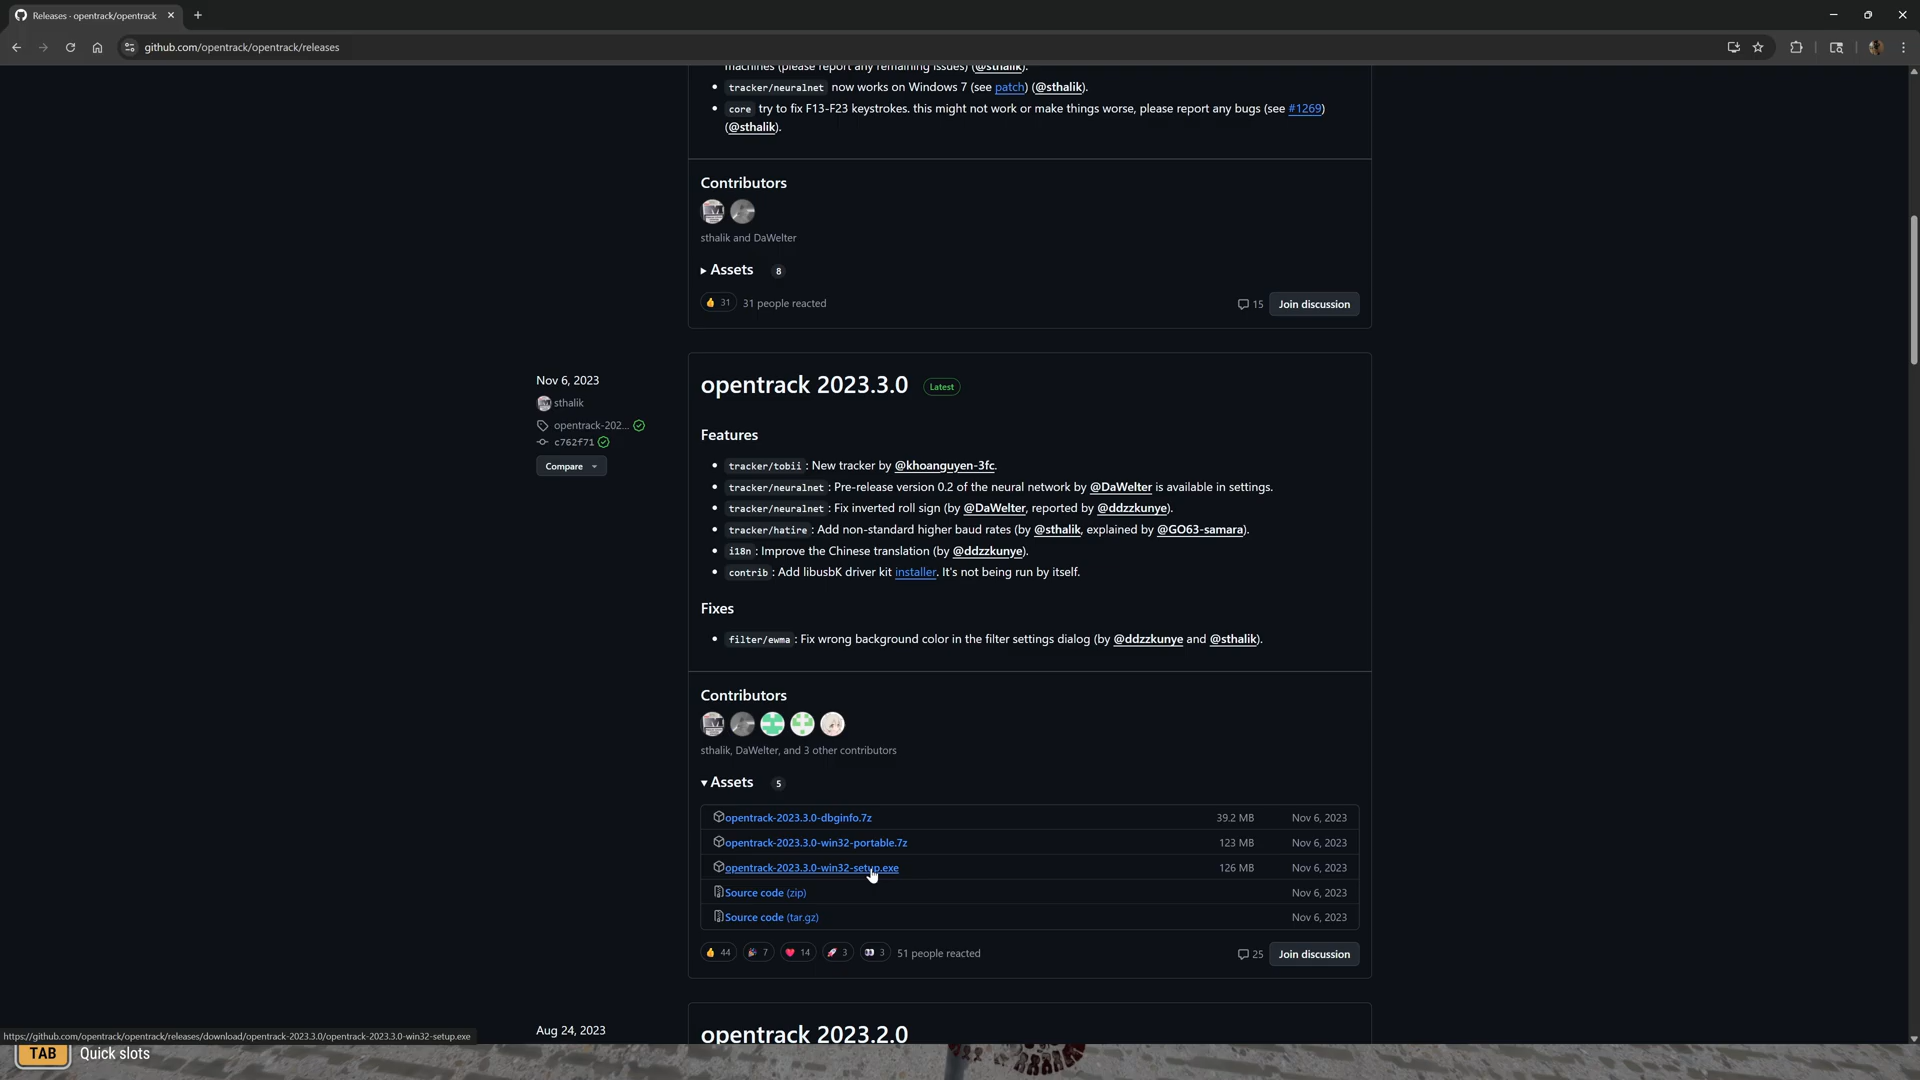 Releases · opentrack/opentrack
github.com/opentrack/opentrack/releases
machines (please report any remaining issues) (@sthalik).
tracker/neuralnet now works on Windows 7 (see patch) (@sthalik).
core try to fix F13-F23 keystrokes. this might not work or make things worse, please report any bugs (see #1269)
(@sthalik).
Contributors
sthalik and DaWelter
Assets 8
31 31 people reacted
15 Join discussion
Nov 6, 2023
sthalik
opentrack-202...
c762f71
Compare
opentrack 2023.3.0 Latest
Features
tracker/tobii: New tracker by @khoanguyen-3fc.
tracker/neuralnet: Pre-release version 0.2 of the neural network by @DaWelter is available in settings.
tracker/neuralnet: Fix inverted roll sign (by @DaWelter, reported by @ddzzkunye).
tracker/hatire: Add non-standard higher baud rates (by @sthalik, explained by @GO63-samara).
i18n: Improve the Chinese translation (by @ddzzkunye).
contrib: Add libusbK driver kit installer. It's not being run by itself.
Fixes
filter/ewma: Fix wrong background color in the filter settings dialog (by @ddzzkunye and @sthalik).
Contributors
sthalik, DaWelter, and 3 other contributors
Assets 5
opentrack-2023.3.0-dbginfo.7z 39.2 MB Nov 6, 2023
opentrack-2023.3.0-win32-portable.7z 123 MB Nov 6, 2023
opentrack-2023.3.0-win32-setup.exe 126 MB Nov 6, 2023
Source code (zip) Nov 6, 2023
Source code (tar.gz) Nov 6, 2023
44 7 14 3 3 51 people reacted
25 Join discussion
Aug 24, 2023
opentrack 2023.2.0
https://github.com/opentrack/opentrack/releases/download/opentrack-2023.3.0/opentrack-2023.3.0-win32-setup.exe
TAB Quick slots